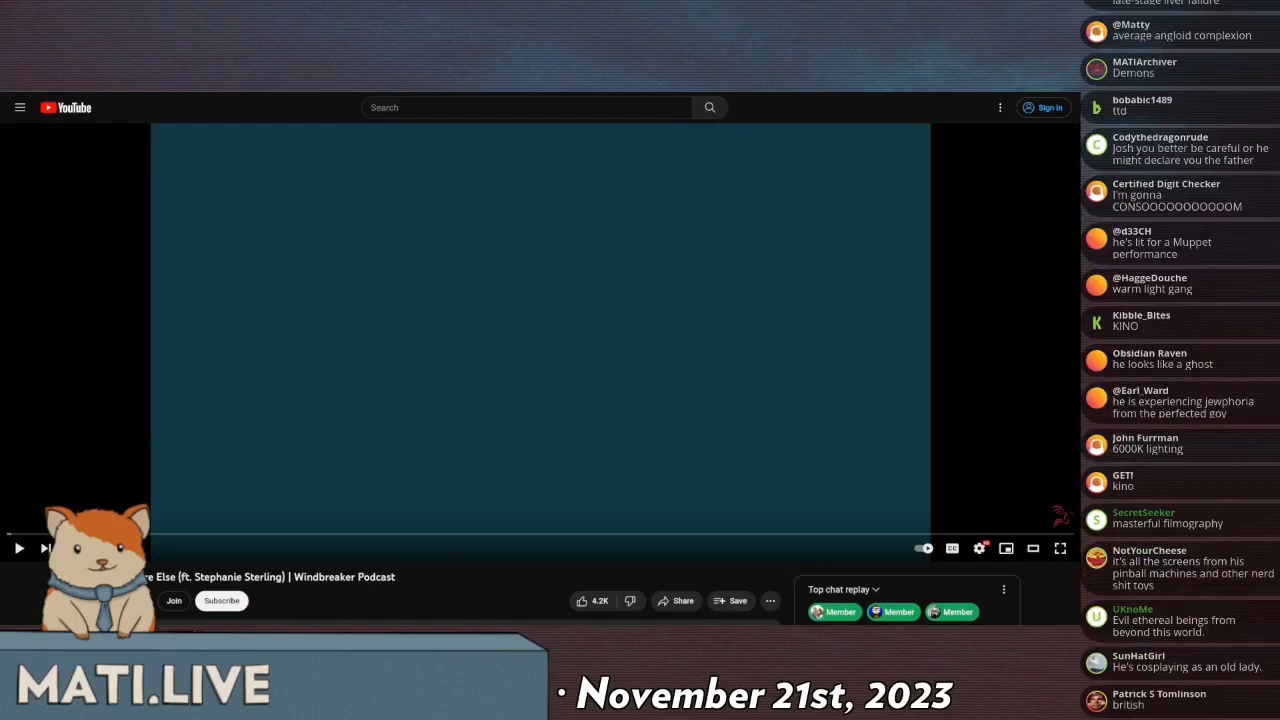 YouTube
Search
Sign in
re Else (ft. Stephanie Sterling) | Windbreaker Podcast
Join
Subscribe
4.2K
Share
Save
Top chat replay
Member
Member
Member
CC
MATI.LIVE
· November 21st, 2023
late-stage liver failure
@Matty
average angloid complexion
MATIArchiver
Demons
bobabic1489
ttd
Codythedragonrude
Josh you better be careful or he
might declare you the father
Certified Digit Checker
I'm gonna
CONSOOOOOOOOOOM
@d33CH
he's lit for a Muppet
performance
@HaggeDouche
warm light gang
Kibble_Bites
KINO
Obsidian Raven
he looks like a ghost
@Earl_Ward
he is experiencing jewphoria
from the perfected goy
John Furrman
6000K lighting
GET!
kino
SecretSeeker
masterful filmography
NotYourCheese
it's all the screens from his
pinball machines and other nerd
shit toys
UKnoMe
Evil ethereal beings from
beyond this world.
SunHatGirl
He's cosplaying as an old lady,
Patrick S Tomlinson
british